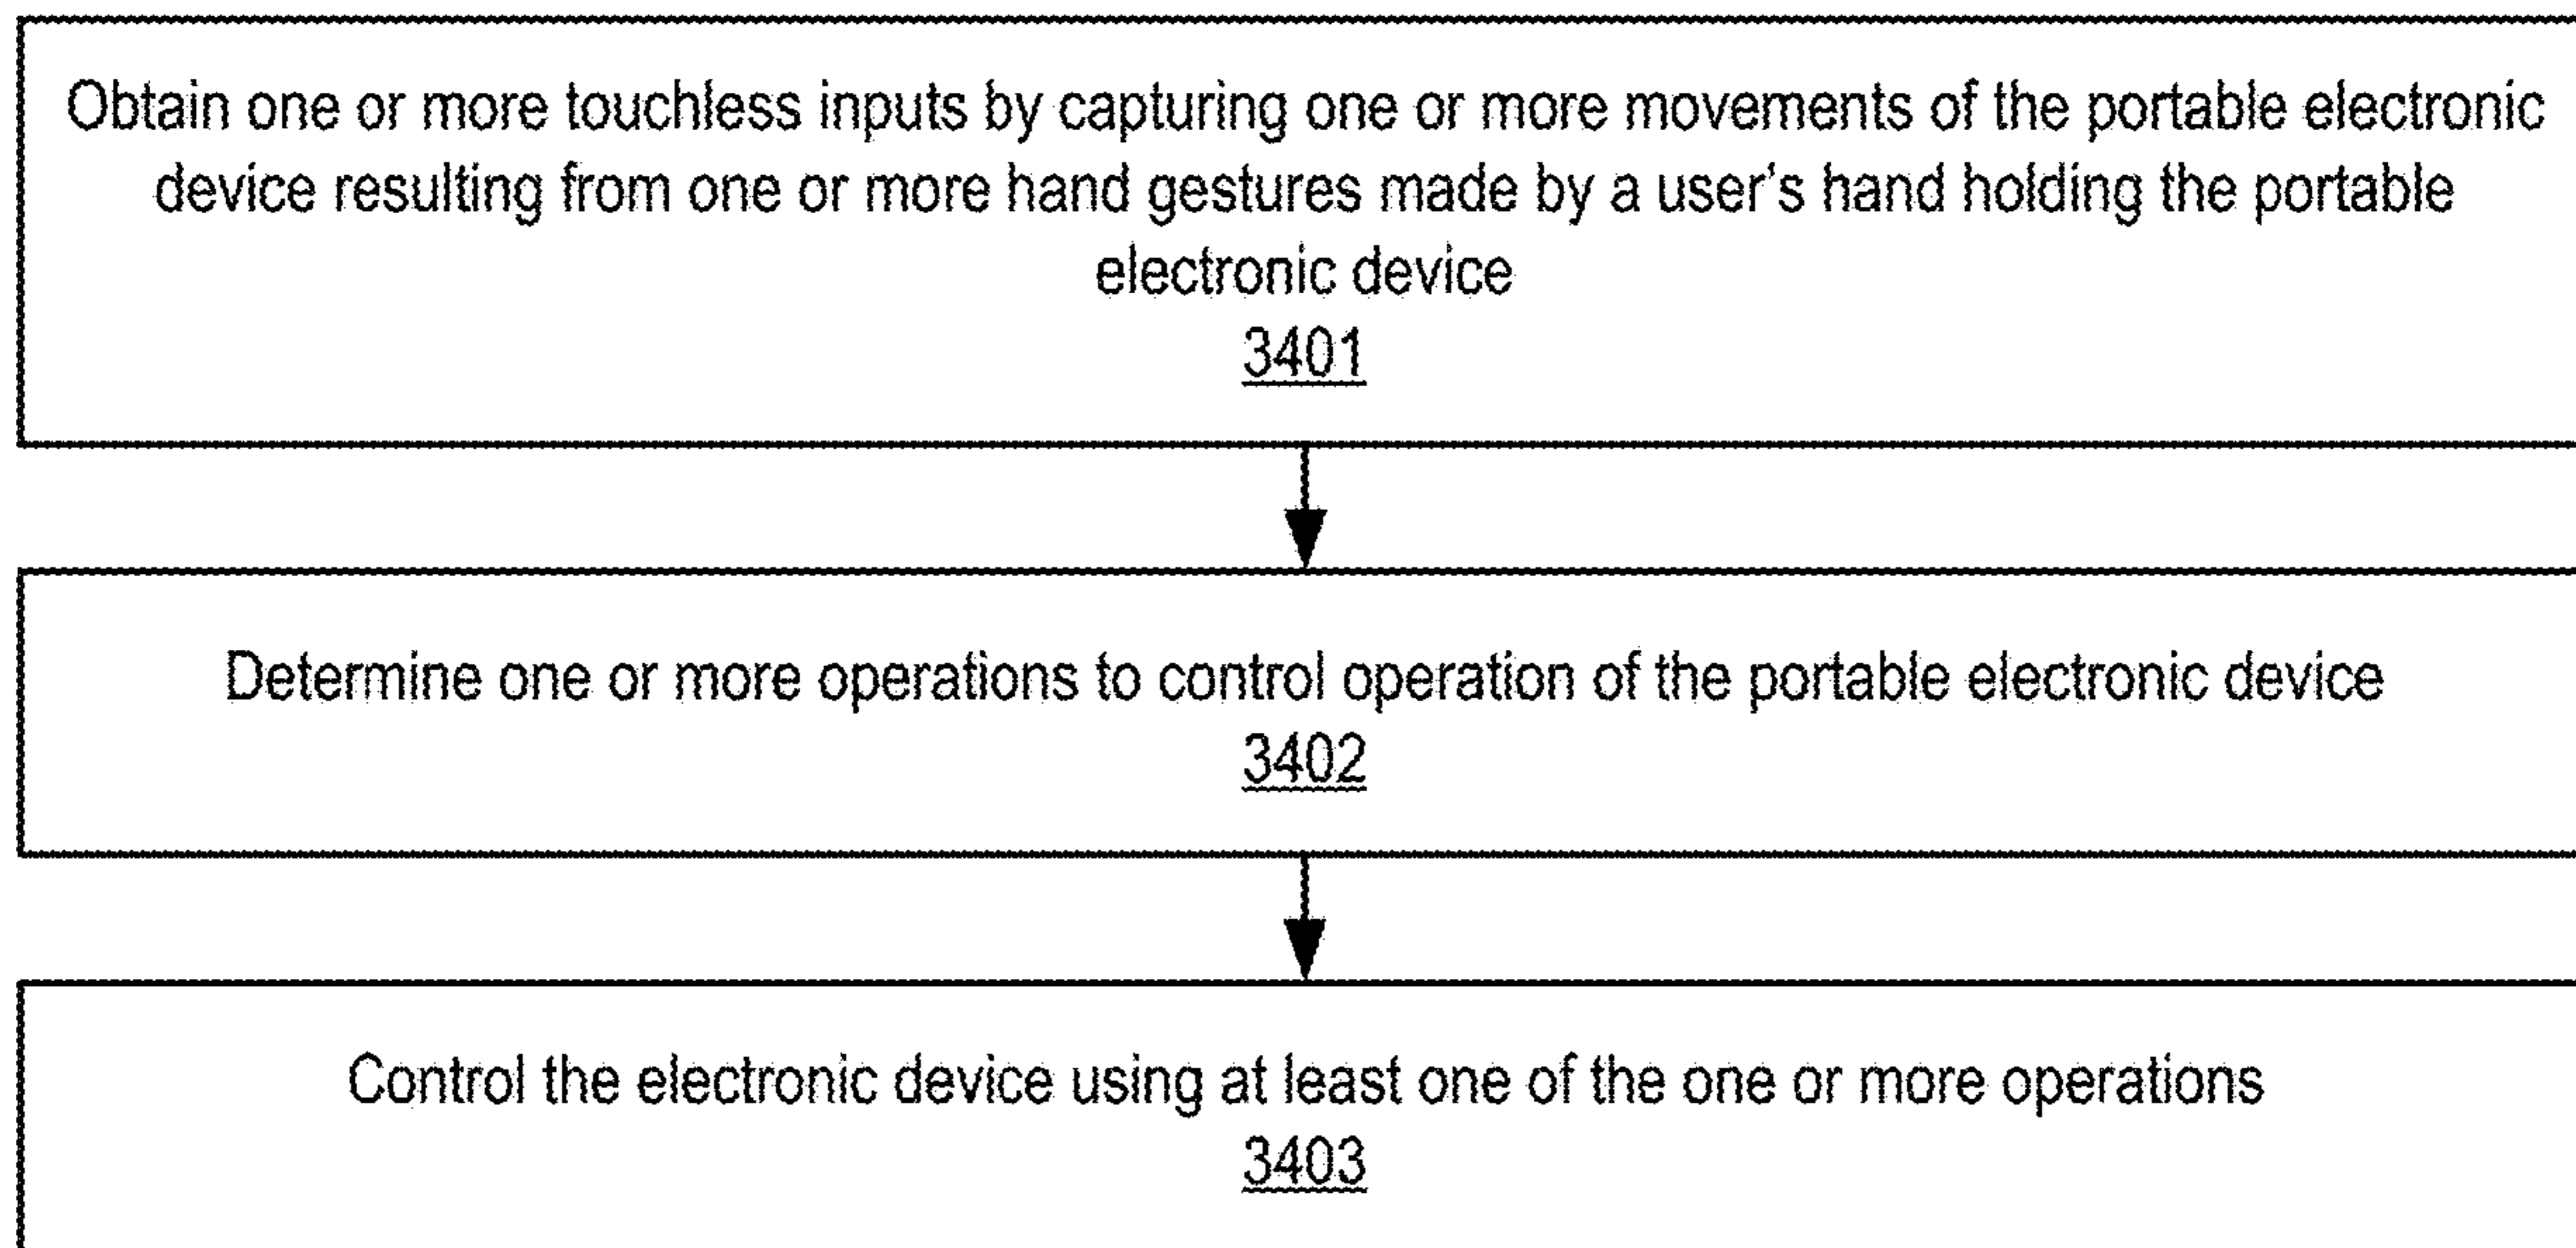 Obtain one or more touchless inputs by capturing one or more movements of the portable electronic
device resulting from one or more hand gestures made by a user's hand holding the portable
electronic device
3401
Determine one or more operations to control operation of the portable electronic device
3402
Control the electronic device using at least one of the one or more operations
3403